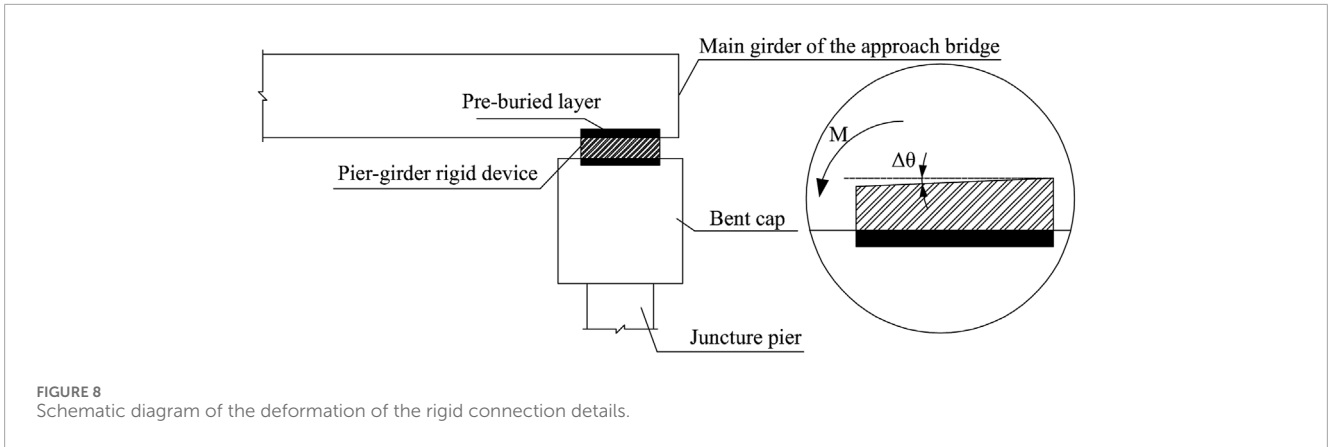 Main girder of the approach bridge
Pre-buried layer
M
Δθ
Pier-girder rigid device
Bent cap
Juncture pier
FIGURE 8
Schematic diagram of the deformation of the rigid connection details.